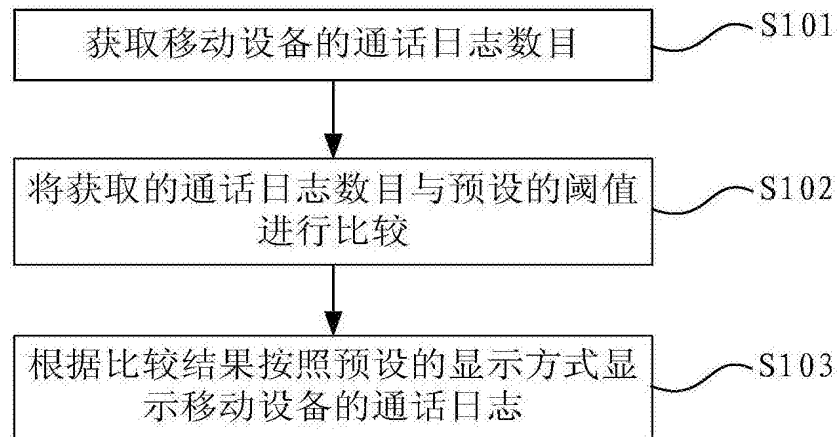 获取移动设备的通话日志数目
S101
将获取的通话日志数目与预设的阈值
进行比较
S102
根据比较结果按照预设的显示方式显
示移动设备的通话日志
S103